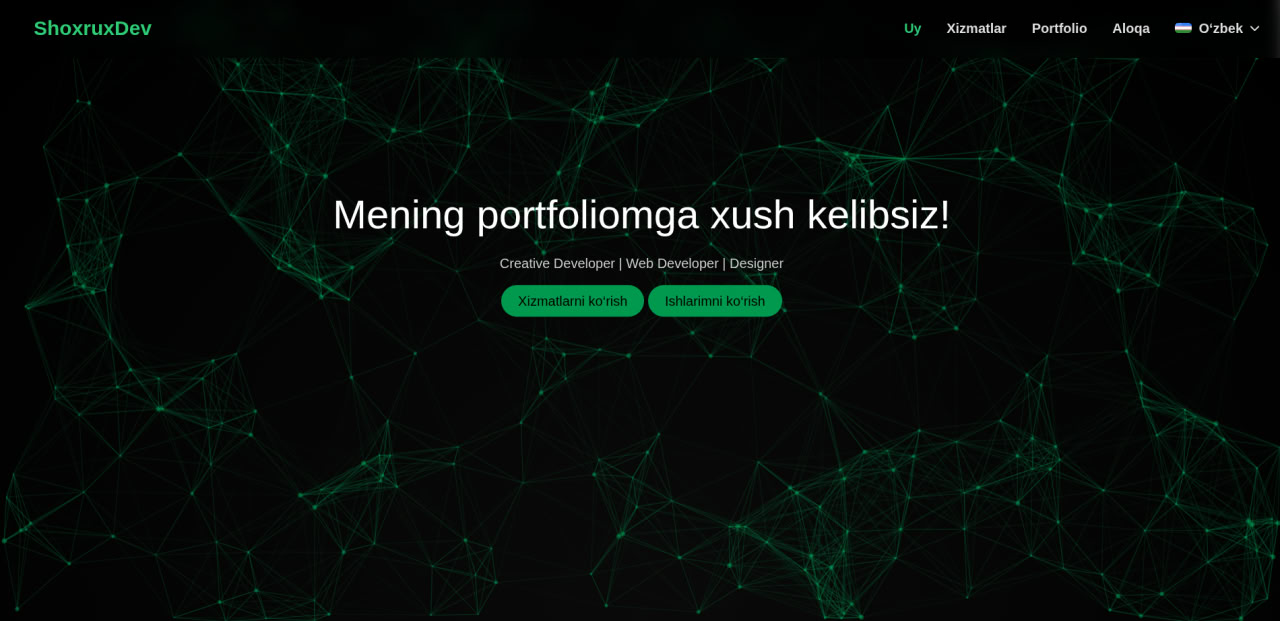 ShoxruxDev
Uy Xizmatlar Portfolio Aloqa O‘zbek
Mening portfoliomga xush kelibsiz!
Creative Developer | Web Developer | Designer
Xizmatlarni ko‘rish Ishlarimni ko‘rish